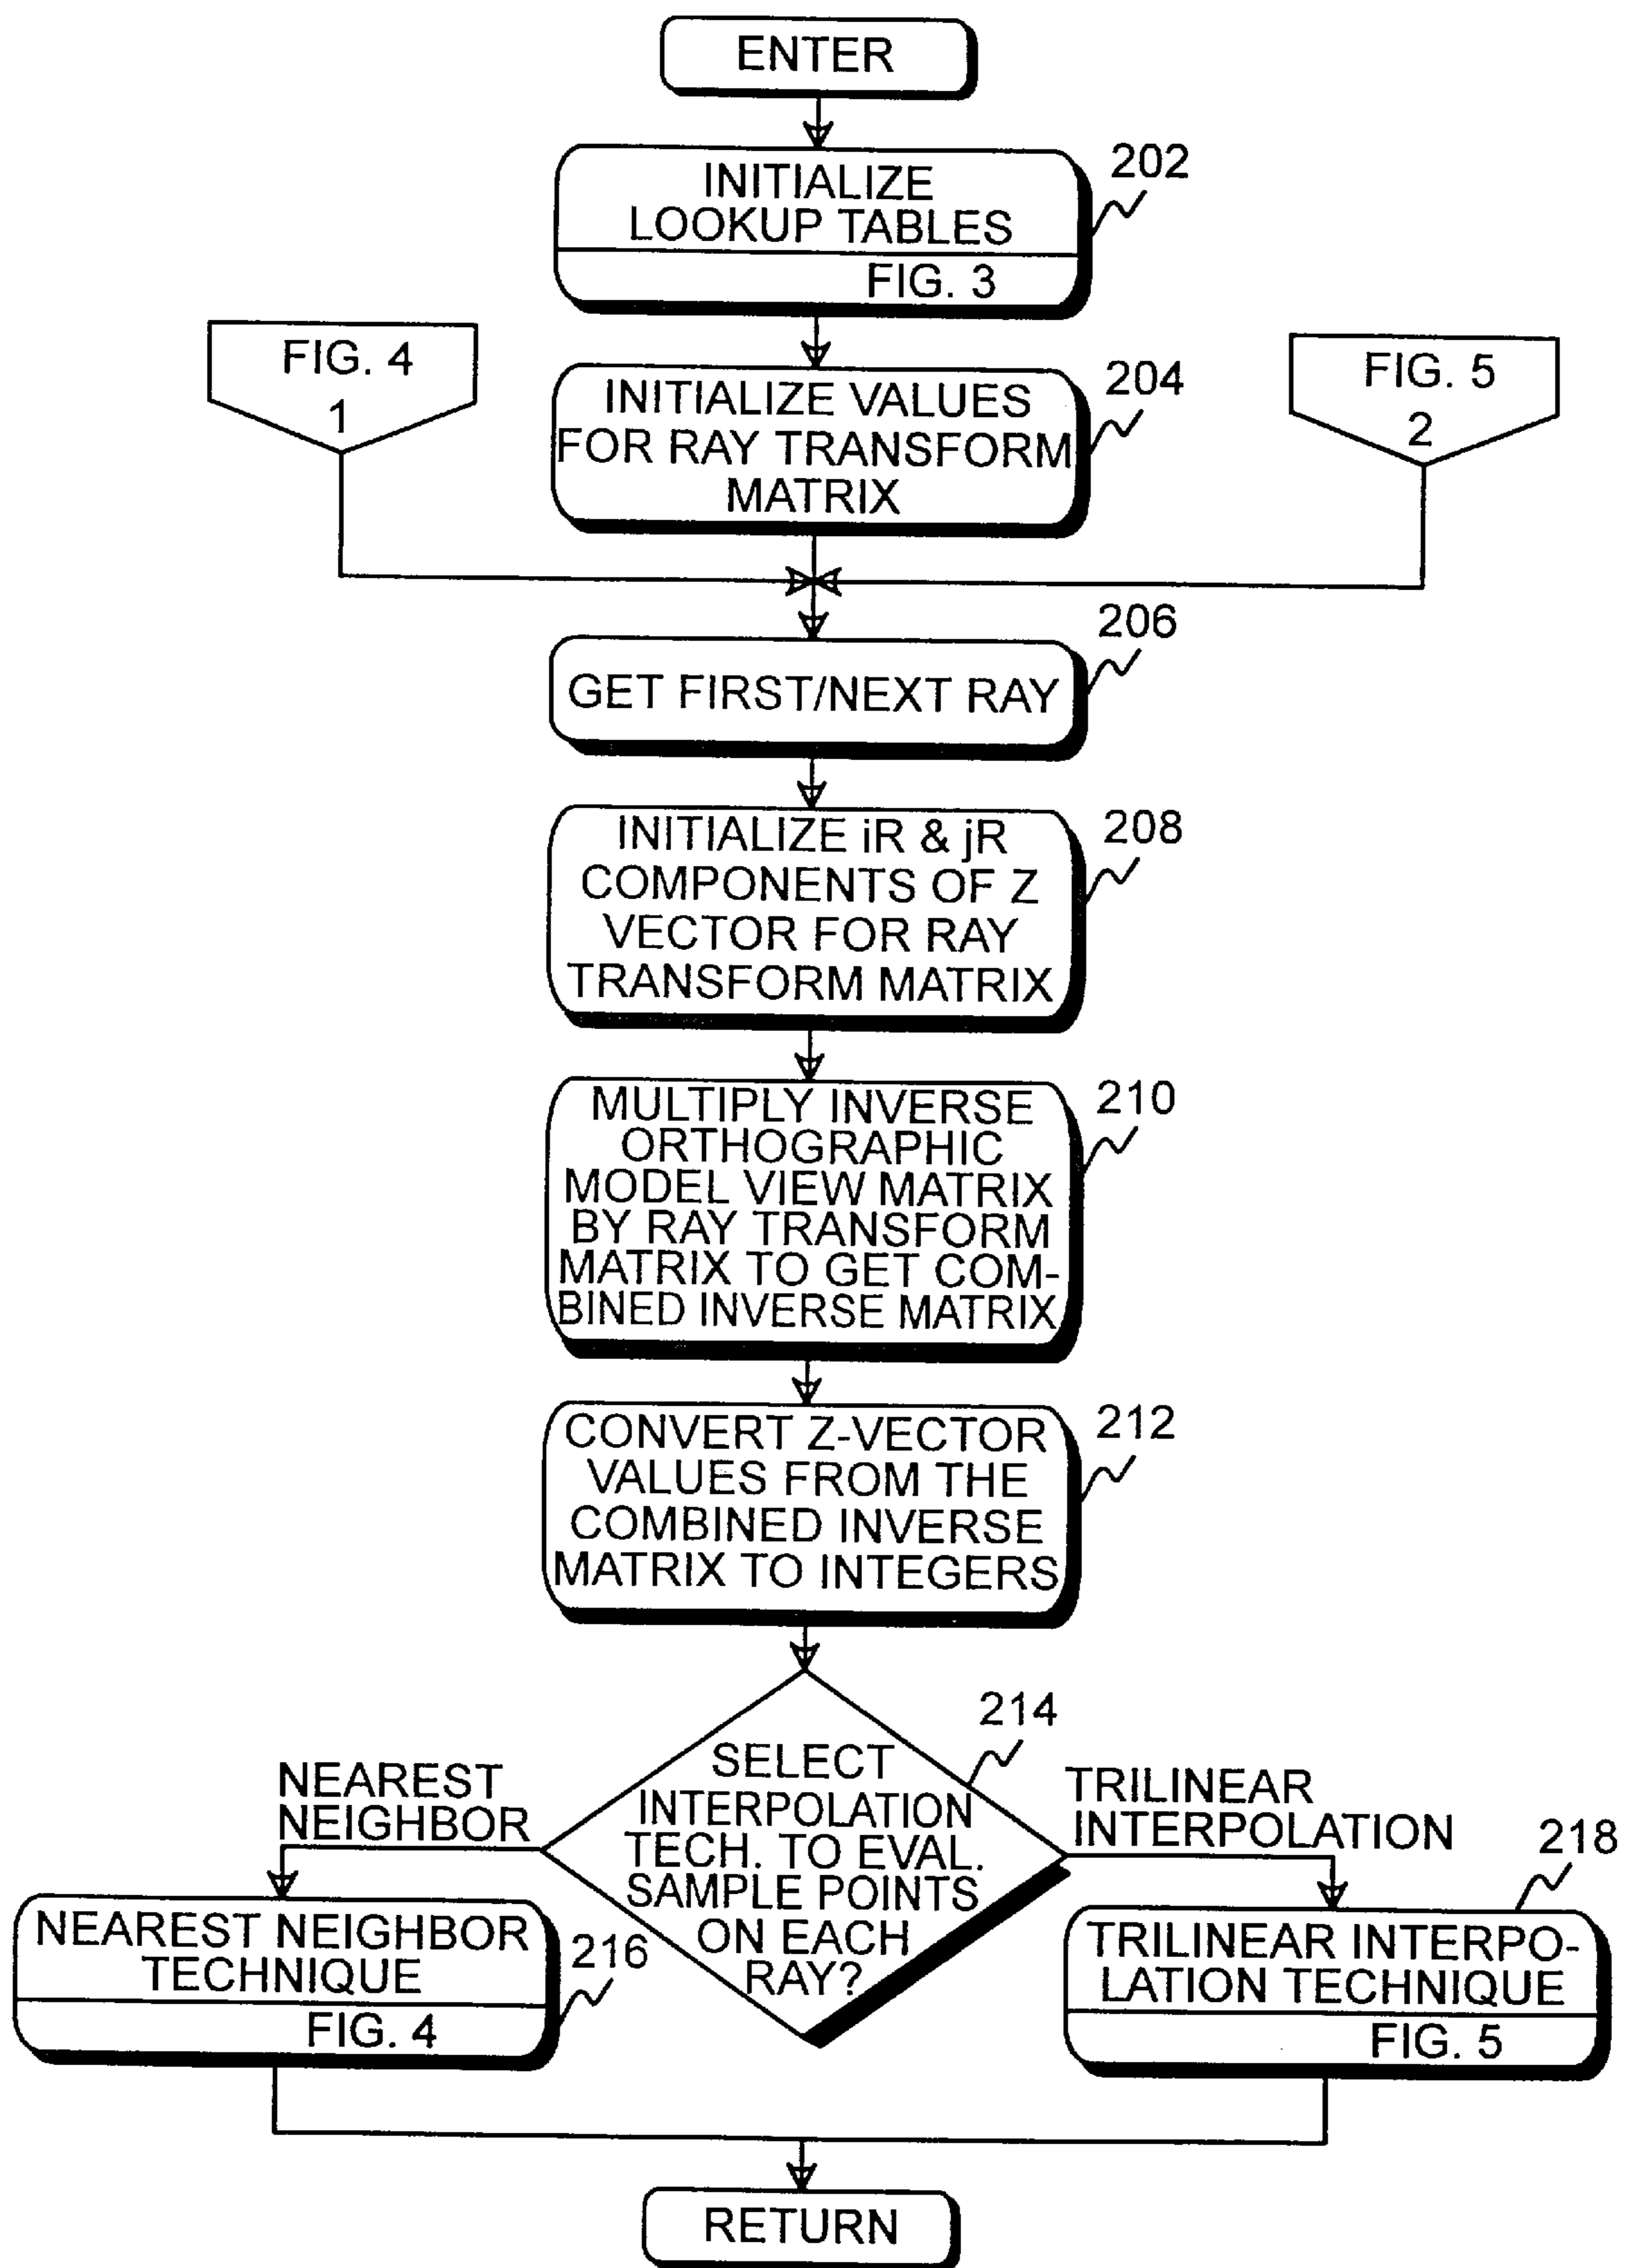 ENTER
INITIALIZE
LOOKUP TABLES
FIG. 3
202
FIG. 4
1
INITIALIZE VALUES
FOR RAY TRANSFORM
MATRIX
204
FIG. 5
2
GET FIRST/NEXT RAY
206
INITIALIZE iR & jR
COMPONENTS OF Z
VECTOR FOR RAY
TRANSFORM MATRIX
208
MULTIPLY INVERSE
ORTHOGRAPHIC
MODEL VIEW MATRIX
BY RAY TRANSFORM
MATRIX TO GET COM-
BINED INVERSE MATRIX
210
CONVERT Z-VECTOR
VALUES FROM THE
COMBINED INVERSE
MATRIX TO INTEGERS
212
SELECT
INTERPOLATION
TECH. TO EVAL.
SAMPLE POINTS
ON EACH
RAY?
214
NEAREST
NEIGHBOR
TRILINEAR
INTERPOLATION
NEAREST NEIGHBOR
TECHNIQUE
FIG. 4
216
TRILINEAR INTERPO-
LATION TECHNIQUE
FIG. 5
218
RETURN